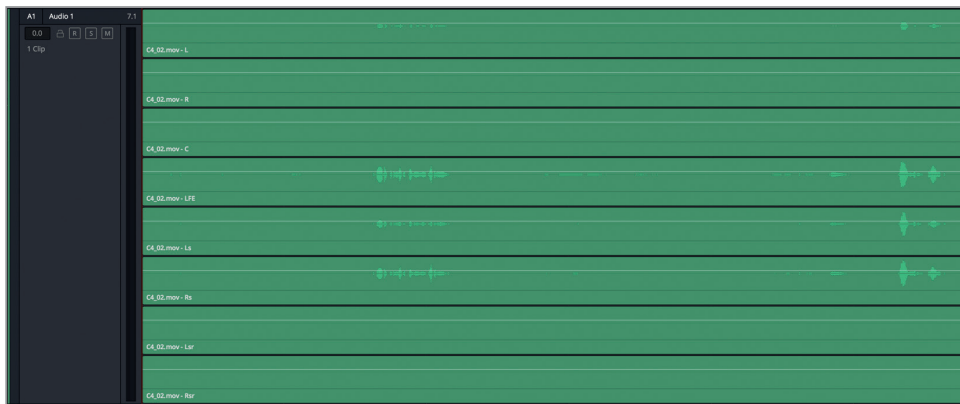 A1 Audio 1 7.1
0.0 R S M
1 Clip
C4_02.mov - L
C4_02.mov - R
C4_02.mov - C
C4_02.mov - LFE
C4_02.mov - Ls
C4_02.mov - Rs
C4_02.mov - Lsr
C4_02.mov - Rsr